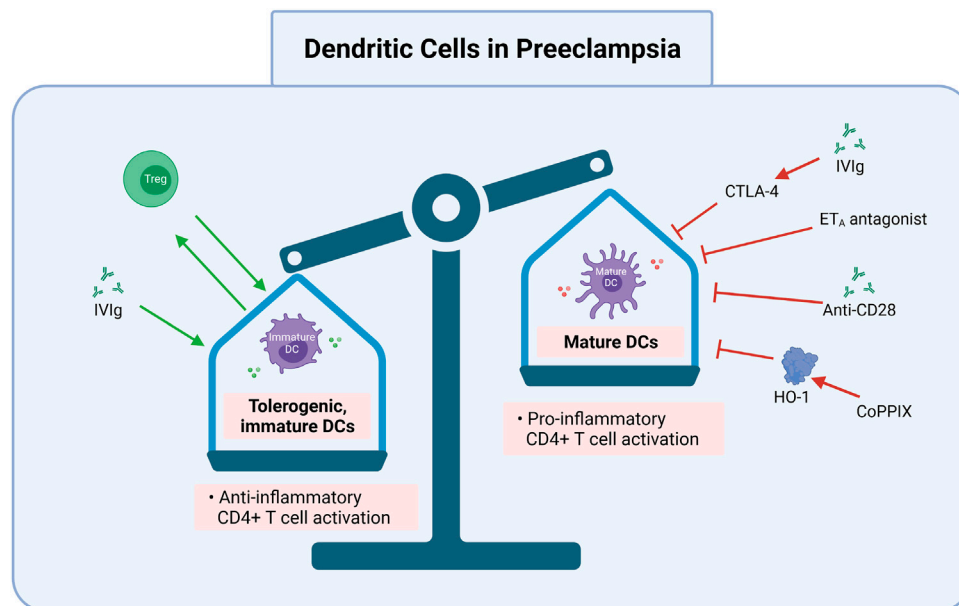 Dendritic Cells in Preeclampsia
Treg
IVIg
Immature
DC
Tolerogenic,
immature DCs
• Anti-inflammatory
CD4+ T cell activation
Mature
DC
Mature DCs
• Pro-inflammatory
CD4+ T cell activation
IVIg
CTLA-4
ETA antagonist
Anti-CD28
HO-1
CoPPIX